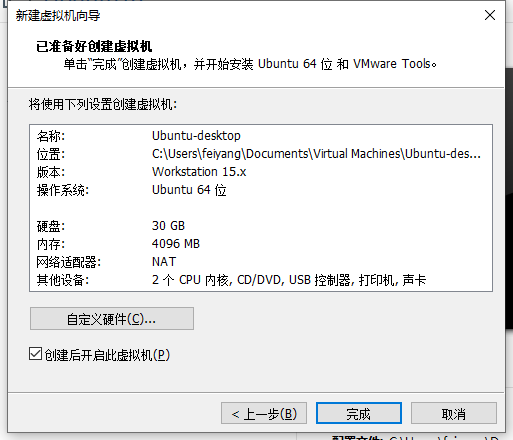 新建虚拟机向导
已准备好创建虚拟机
单击“完成”创建虚拟机，并开始安装 Ubuntu 64 位 和 VMware Tools。
将使用下列设置创建虚拟机:
名称: Ubuntu-desktop
位置: C:\Users\feiyang\Documents\Virtual Machines\Ubuntu-des...
版本: Workstation 15.x
操作系统: Ubuntu 64 位
硬盘: 30 GB
内存: 4096 MB
网络适配器: NAT
其他设备: 2 个 CPU 内核, CD/DVD, USB 控制器, 打印机, 声卡
自定义硬件(C)...
创建后开启此虚拟机(P)
< 上一步(B) 完成 取消